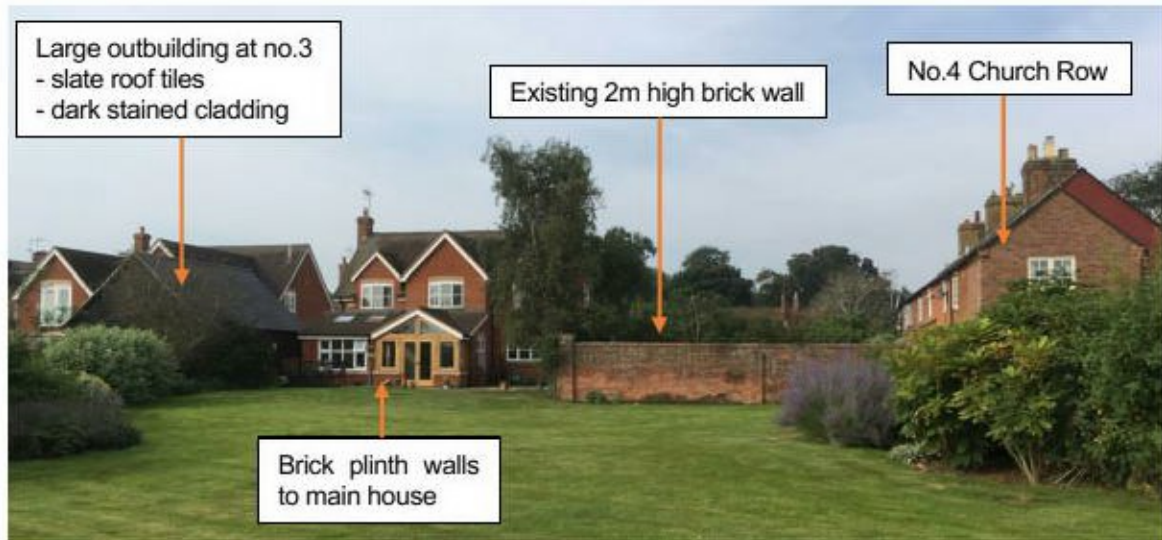 Large outbuilding at no.3
- slate roof tiles
- dark stained cladding
Existing 2m high brick wall
No.4 Church Row
Brick plinth walls
to main house